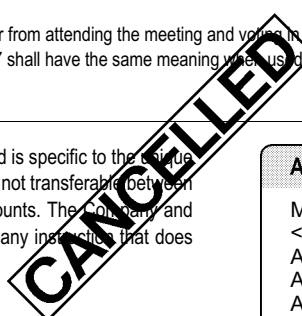 r from attending the meeting and voting in
Y shall have the same meaning when used
d is specific to the unique
not transferable between
ounts. The Company and
any instruction that does
CANCELLED
A
M
<
A
A
A